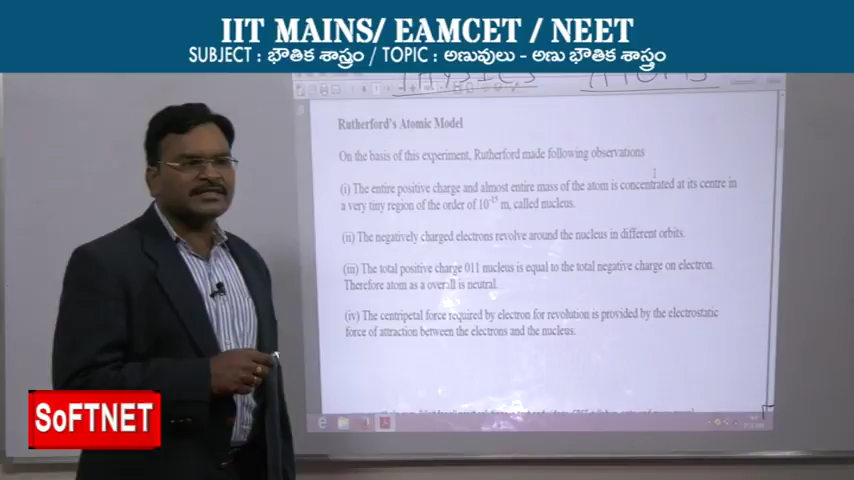 IIT MAINS/ EAMCET / NEET
SUBJECT : భౌతిక శాస్త్రం / TOPIC : అణువులు - అణు భౌతిక శాస్త్రం
PHYSICS ATOMS
Rutherford's Atomic Model
On the basis of this experiment, Rutherford made following observations
(i) The entire positive charge and almost entire mass of the atom is concentrated at its centre in
a very tiny region of the order of 10⁻¹⁵ m, called nucleus.
(ii) The negatively charged electrons revolve around the nucleus in different orbits.
(iii) The total positive charge 011 nucleus is equal to the total negative charge on electron.
Therefore atom as a overall is neutral.
(iv) The centripetal force required by electron for revolution is provided by the electrostatic
force of attraction between the electrons and the nucleus.
SoFTNET